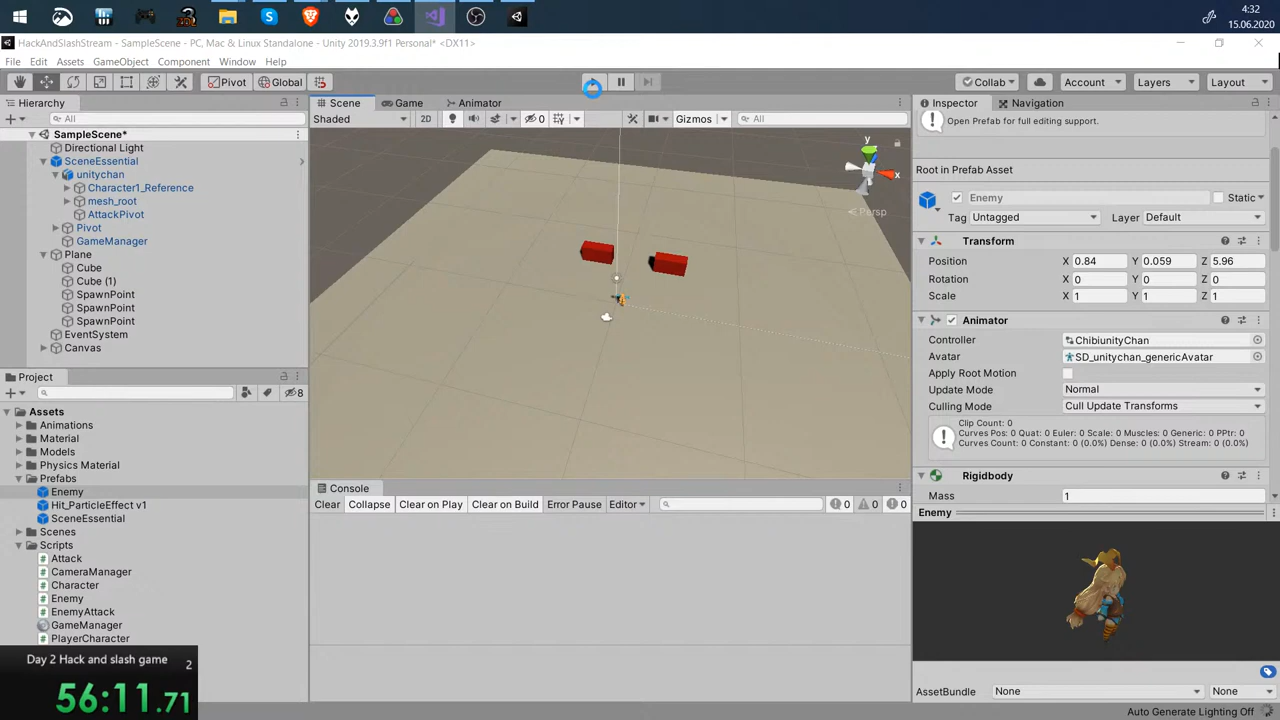 4:32
15.06.2020
HackAndSlashStream - SampleScene - PC, Mac & Linux Standalone - Unity 2019.3.9f1 Personal* <DX11>
File Edit Assets GameObject Component Window Help
Pivot Global Collab Account Layers Layout
Hierarchy
All
SampleScene*
Directional Light
SceneEssential
unitychan
Character1_Reference
mesh_root
AttackPivot
Pivot
GameManager
Plane
Cube
Cube (1)
SpawnPoint
SpawnPoint
SpawnPoint
EventSystem
Canvas
Project
8
Assets
Animations
Material
Models
Physics Material
Prefabs
Enemy
Hit_ParticleEffect v1
SceneEssential
Scenes
Scripts
Attack
CameraManager
Character
Enemy
EnemyAttack
GameManager
PlayerCharacter
Day 2 Hack and slash game 2
56:11.71
Scene Game Animator
Shaded 2D 0 Gizmos All
y
x
Persp
Console
Clear Collapse Clear on Play Clear on Build Error Pause Editor 0 0 0
Inspector Navigation
Open Prefab for full editing support.
Root in Prefab Asset
Enemy Static
Tag Untagged Layer Default
Transform
Position X 0.84 Y 0.059 Z 5.96
Rotation X 0 Y 0 Z 0
Scale X 1 Y 1 Z 1
Animator
Controller ChibiunityChan
Avatar SD_unitychan_genericAvatar
Apply Root Motion
Update Mode Normal
Culling Mode Cull Update Transforms
Clip Count: 0
Curves Pos: 0 Quat: 0 Euler: 0 Scale: 0 Muscles: 0 Generic: 0 PPtr: 0
Curves Count: 0 Constant: 0 (0.0%) Dense: 0 (0.0%) Stream: 0 (0.0%)
Rigidbody
Mass 1
Enemy
AssetBundle None None
Auto Generate Lighting Off